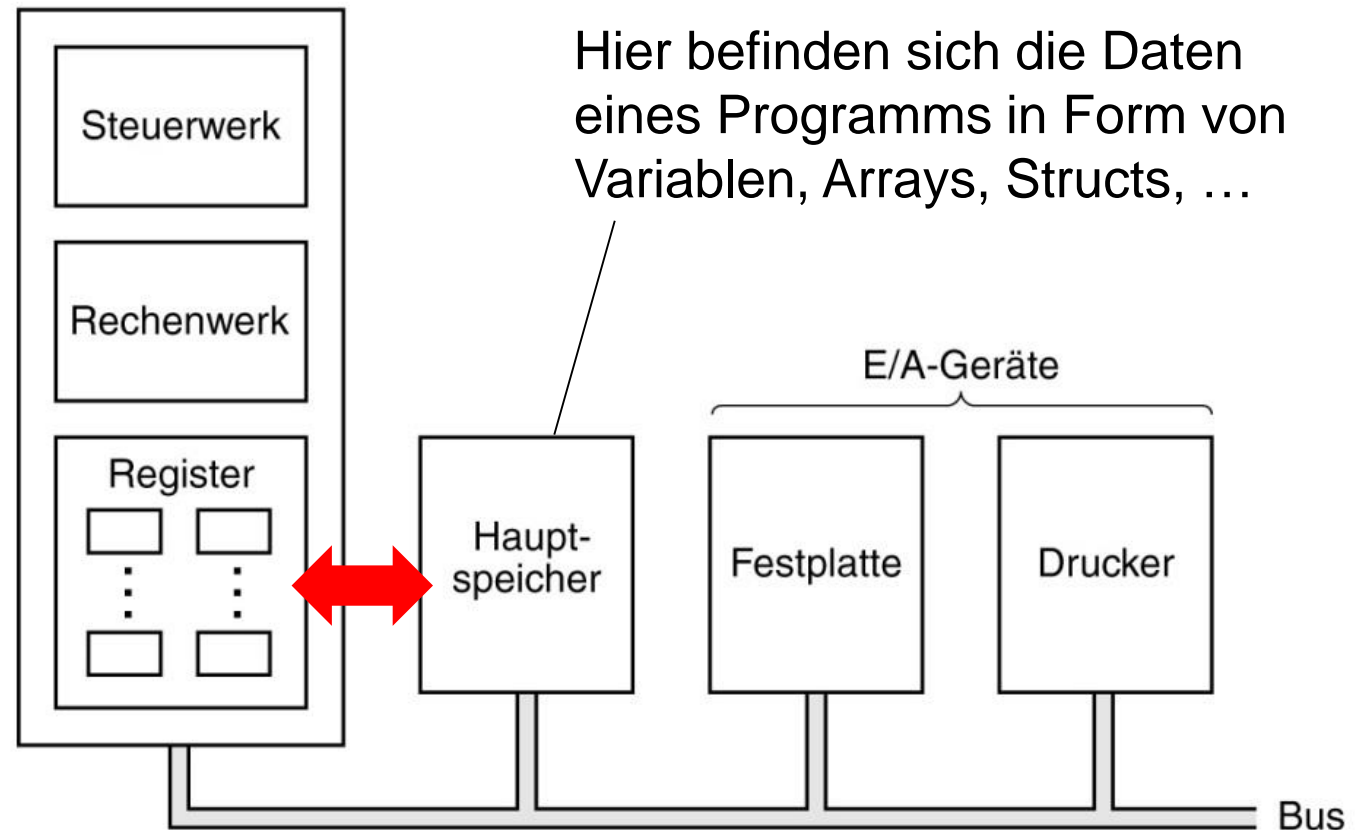 Hier befinden sich die Daten
eines Programms in Form von
Variablen, Arrays, Structs, …
Steuerwerk
Rechenwerk
Register
E/A-Geräte
Haupt-
speicher
Festplatte
Drucker
Bus